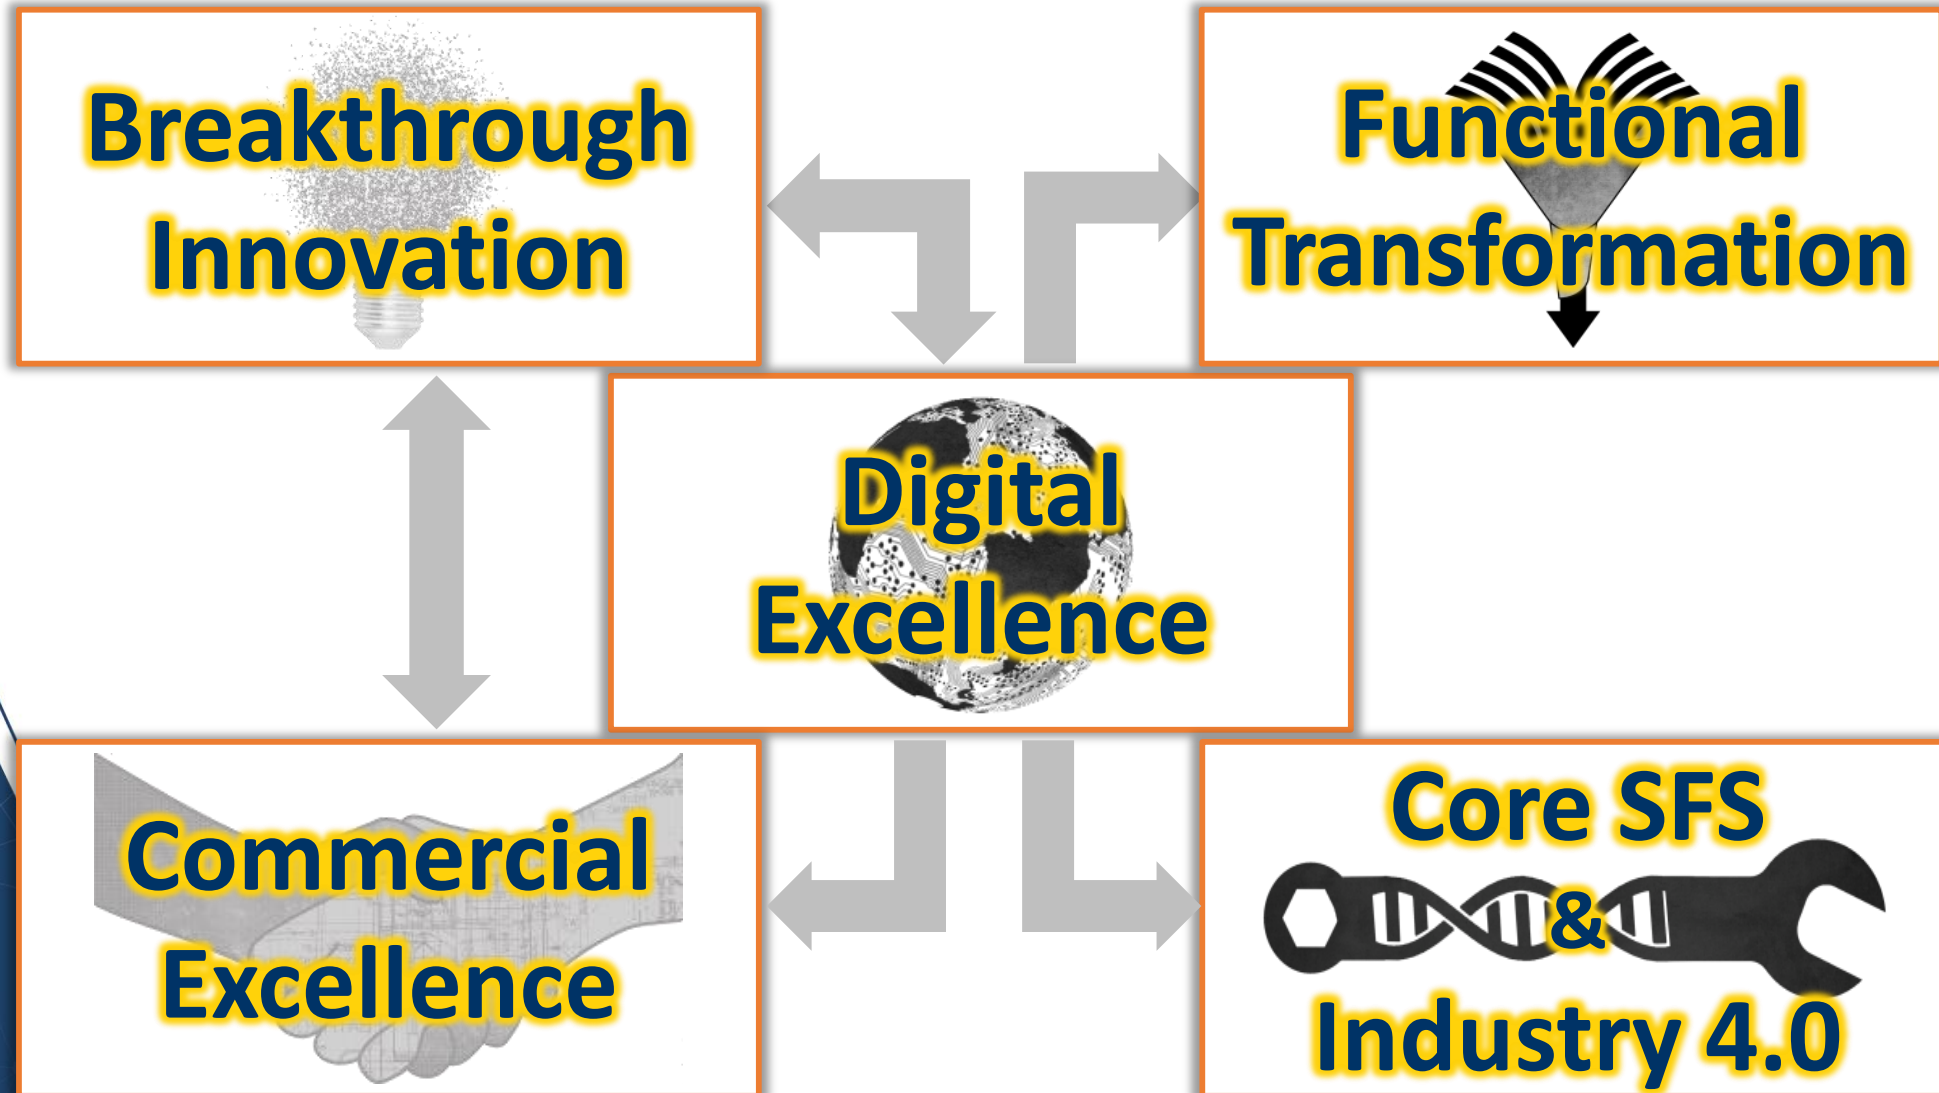 Breakthrough
Innovation
Functional
Transformation
Digital
Excellence
Commercial
Excellence
Core SFS
&
Industry 4.0